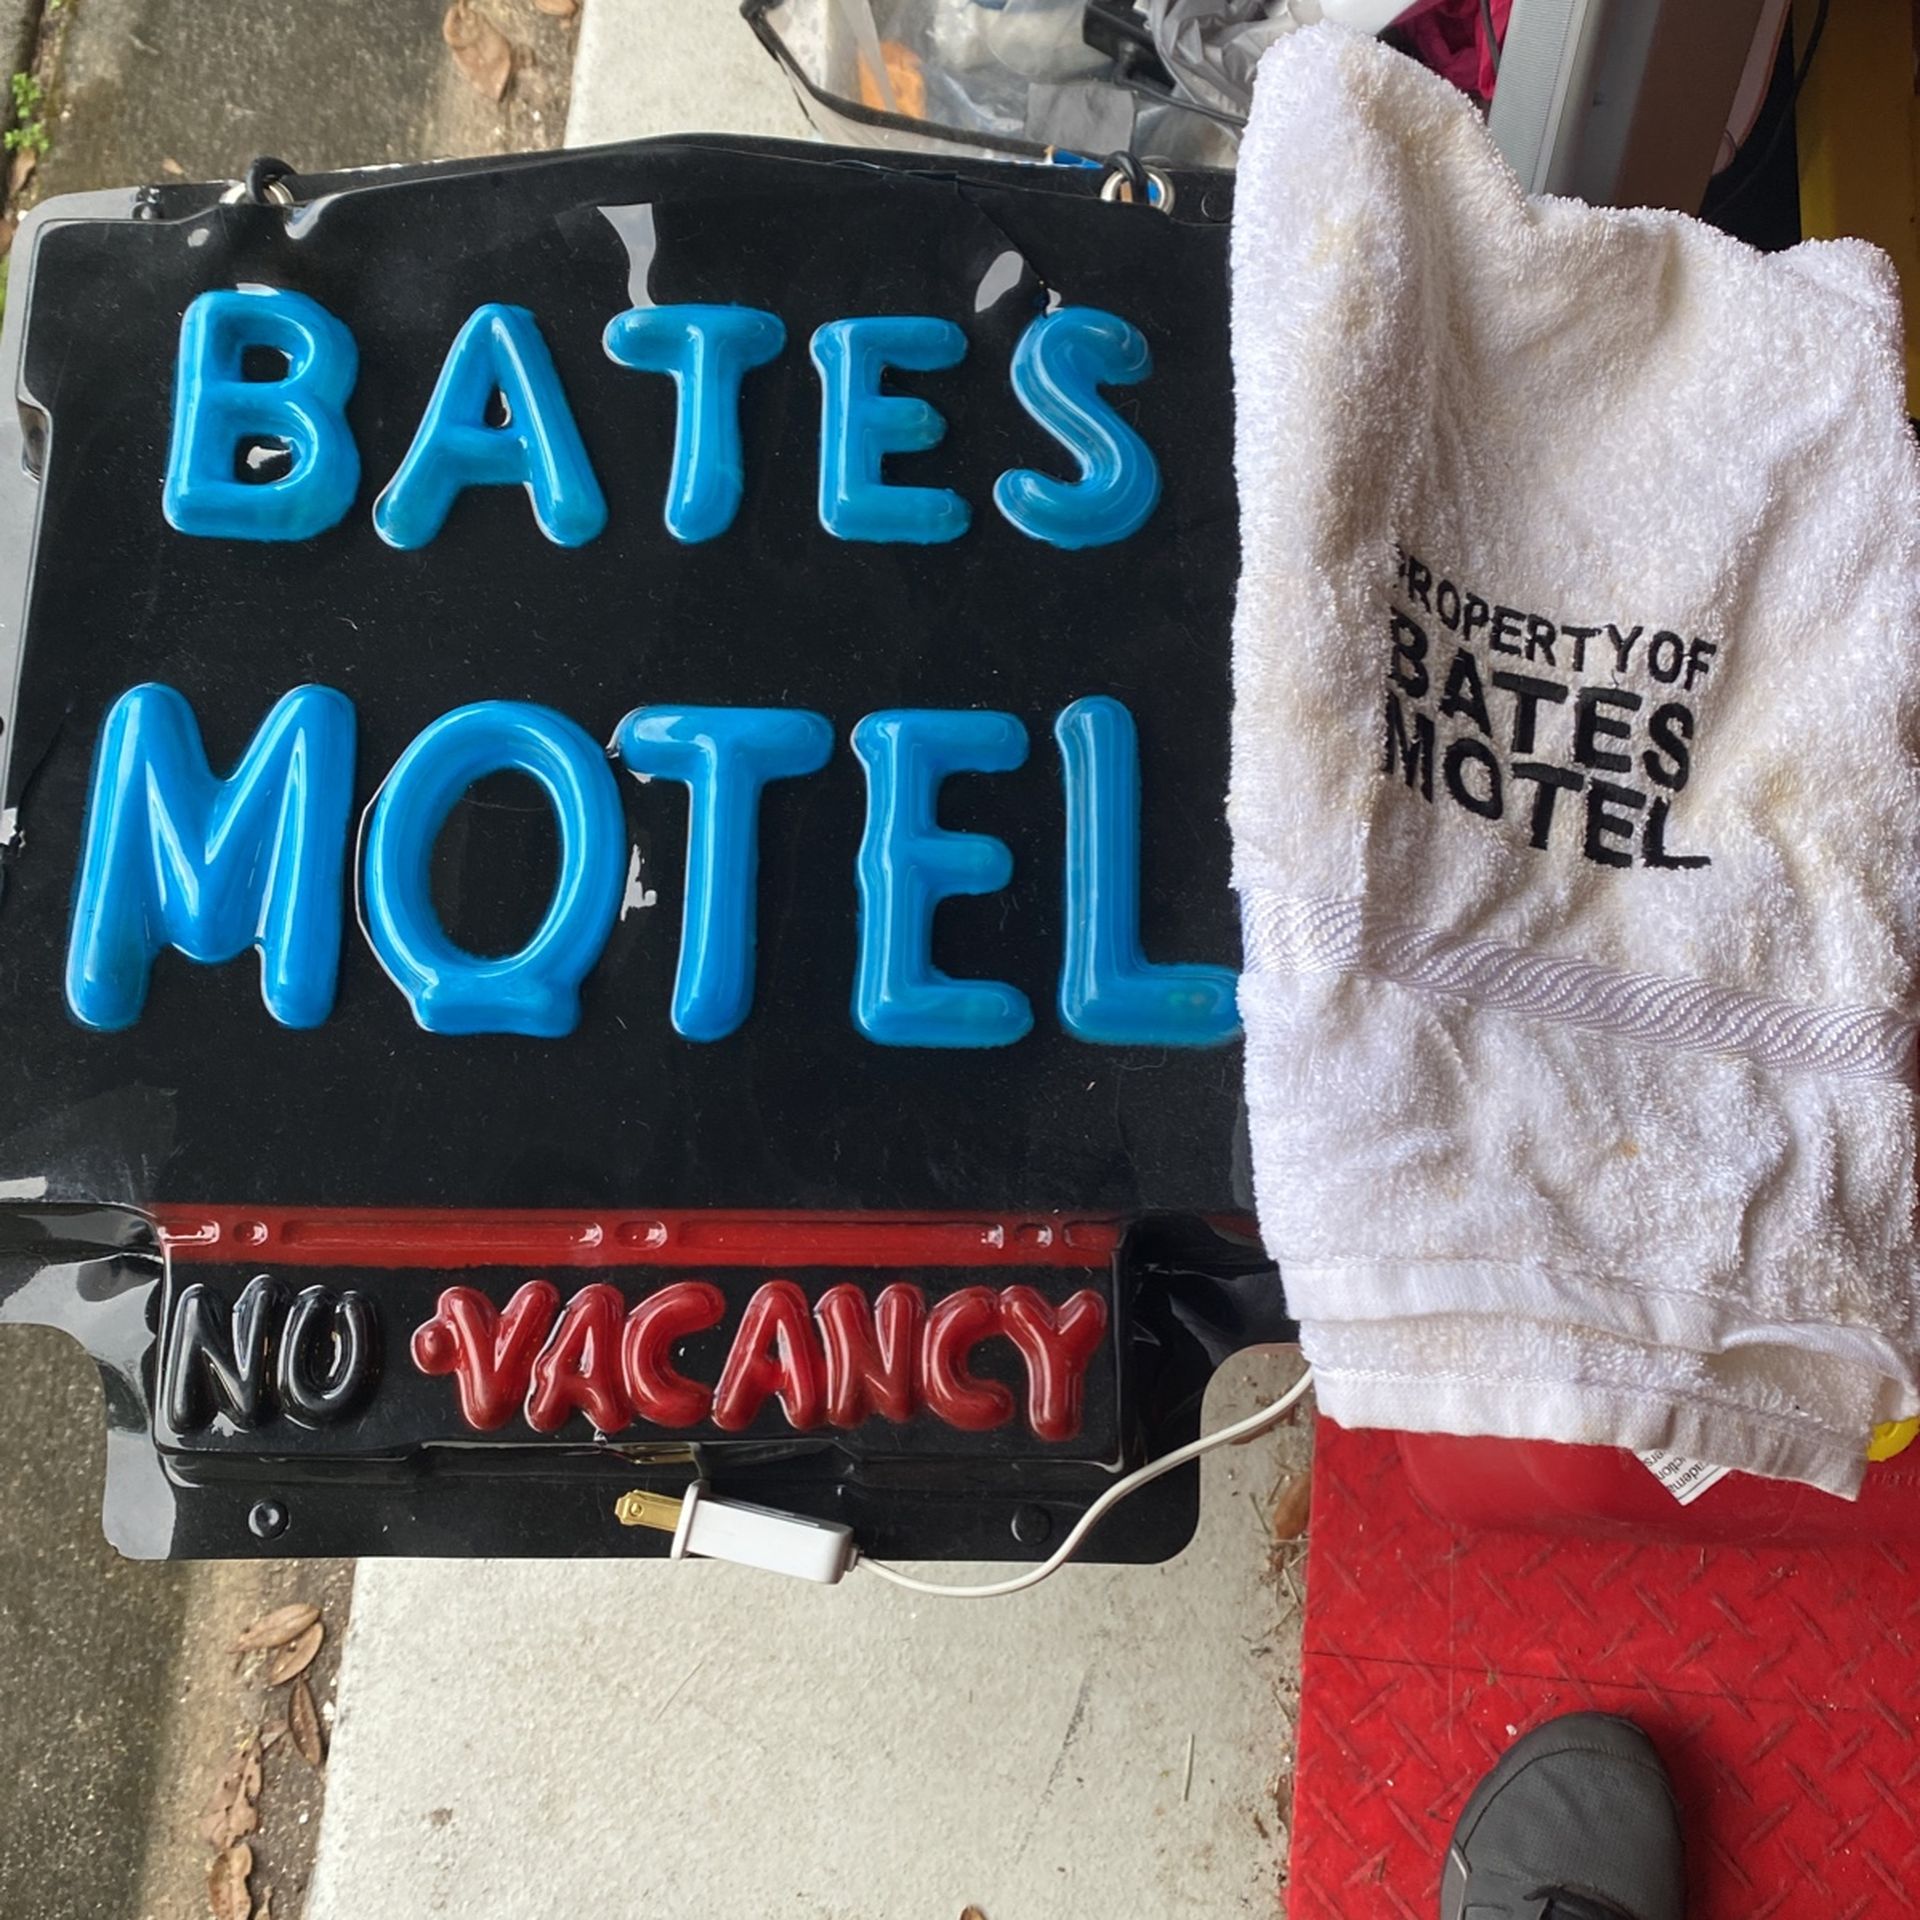 BATES
MOTEL
NO VACANCY
PROPERTY OF
BATES
MOTEL